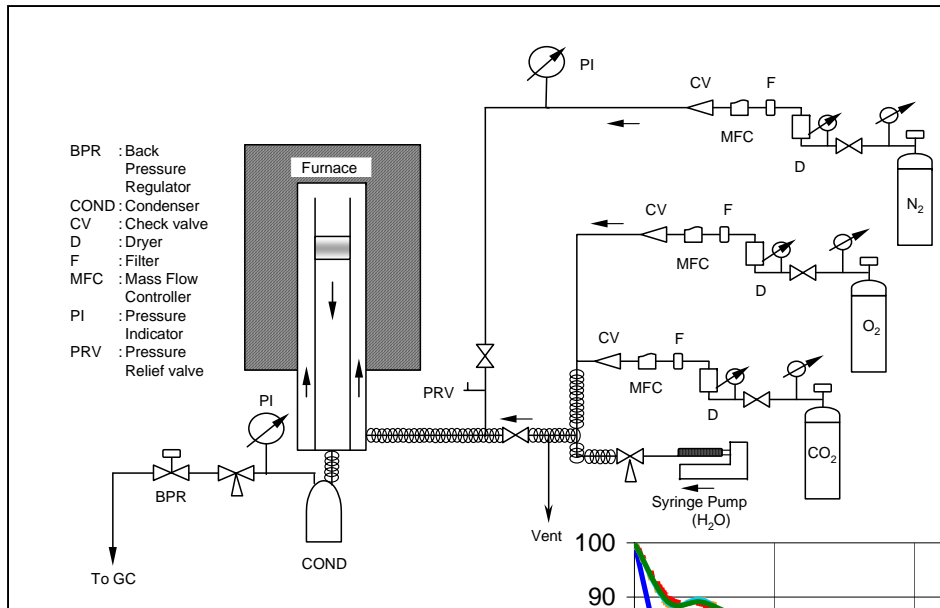 PI
CV
F
MFC
D
N2
BPR : Back
Pressure
Regulator
COND : Condenser
CV : Check valve
D : Dryer
F : Filter
MFC : Mass Flow
Controller
PI : Pressure
Indicator
PRV : Pressure
Relief valve
Furnace
CV
F
MFC
D
O2
CV
F
MFC
D
CO2
PRV
PI
BPR
To GC
COND
Vent
Syringe Pump
(H2O)
100
90